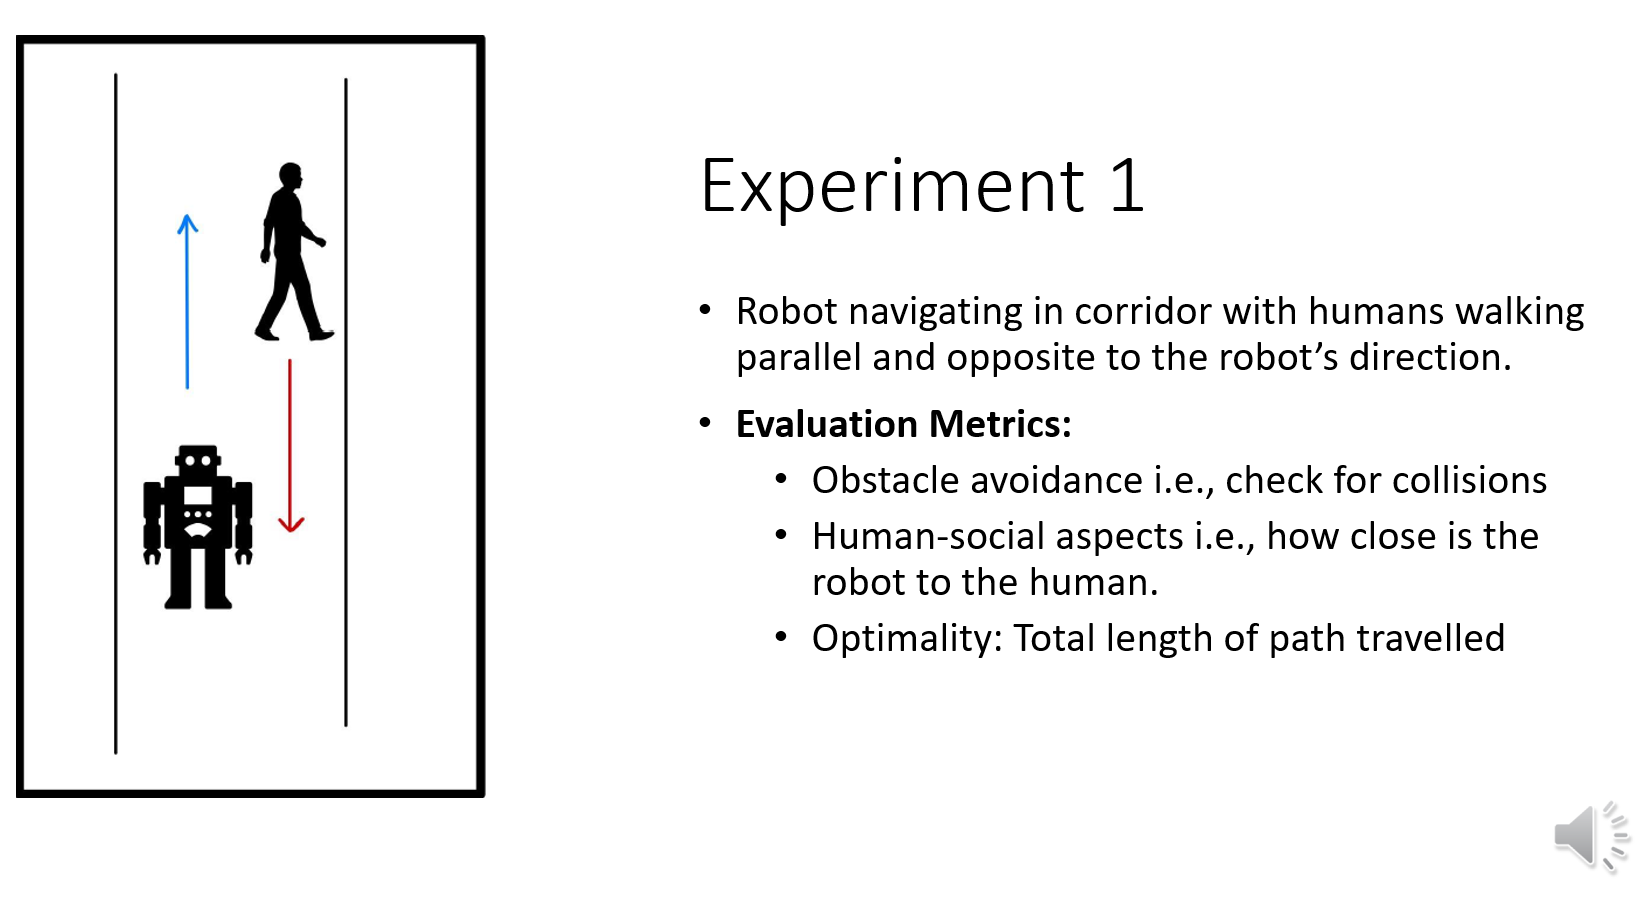 Experiment 1
• Robot navigating in corridor with humans walking
parallel and opposite to the robot’s direction.
• Evaluation Metrics:
• Obstacle avoidance i.e., check for collisions
• Human-social aspects i.e., how close is the
robot to the human.
• Optimality: Total length of path travelled